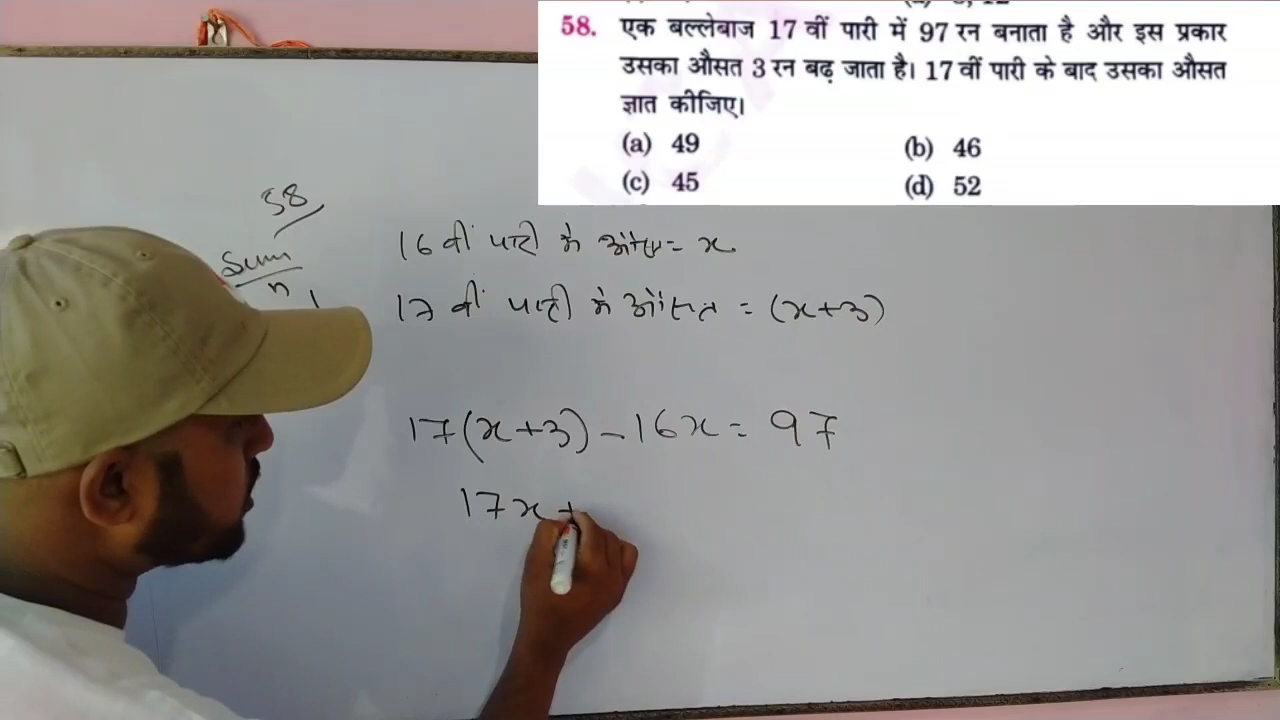 58. एक बल्लेबाज 17 वीं पारी में 97 रन बनाता है और इस प्रकार
उसका औसत 3 रन बढ़ जाता है। 17 वीं पारी के बाद उसका औसत
ज्ञात कीजिए।
(a) 49 (b) 46
(c) 45 (d) 52
58
Sum
n
16 वीं पारी में औसत = x
17 वीं पारी में औसत = (x+3)
17(x+3) - 16x = 97
17x +